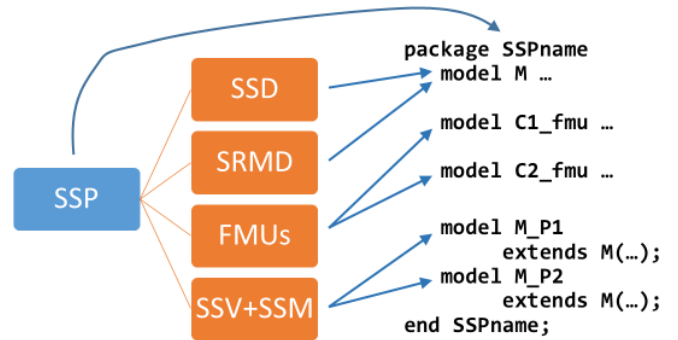 SSP
SSD
SRMD
FMUs
SSV+SSM
package SSPname
model M …
model C1_fmu …
model C2_fmu …
model M_P1
extends M(…);
model M_P2
extends M(…);
end SSPname;